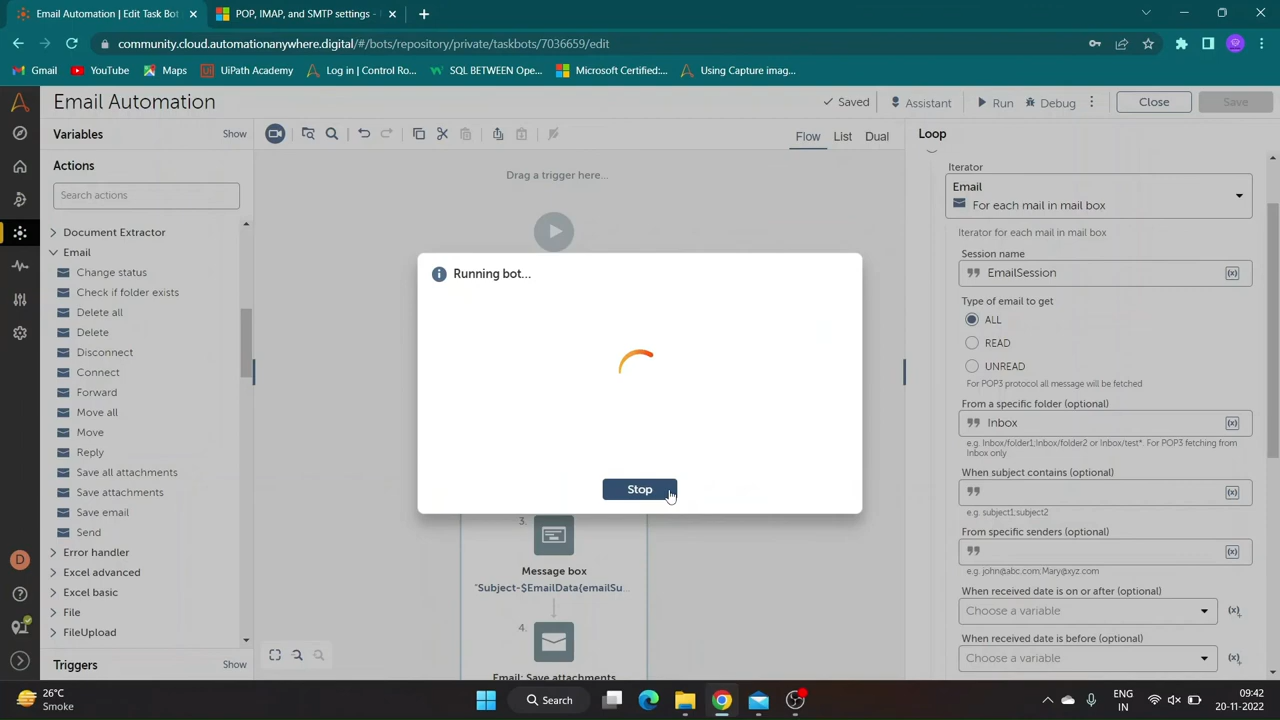 Email Automation | Edit Task Bot
POP, IMAP, and SMTP settings -
community.cloud.automationanywhere.digital/#/bots/repository/private/taskbots/7036659/edit
Gmail
YouTube
Maps
UiPath Academy
Log in | Control Ro...
SQL BETWEEN Ope...
Microsoft Certified:...
Using Capture imag...
Email Automation
Saved
Assistant
Run
Debug
Close
Save
Variables
Show
Actions
Search actions
Document Extractor
Email
Change status
Check if folder exists
Delete all
Delete
Disconnect
Connect
Forward
Move all
Move
Reply
Save all attachments
Save attachments
Save email
Send
Error handler
Excel advanced
Excel basic
File
FileUpload
Triggers
Show
Flow
List
Dual
Drag a trigger here...
Running bot...
Stop
3.
Message box
"Subject-$EmailData{emailSu...
4.
Email: Save attachments
Loop
Iterator
Email
For each mail in mail box
Iterator for each mail in mail box
Session name
EmailSession
(x)
Type of email to get
ALL
READ
UNREAD
For POP3 protocol all message will be fetched
From a specific folder (optional)
Inbox
(x)
e.g. Inbox/folder1;Inbox/folder2 or Inbox/test*. For POP3 fetching from
Inbox only
When subject contains (optional)
(x)
e.g. subject1;subject2
From specific senders (optional)
(x)
e.g. john@abc.com;Mary@xyz.com
When received date is on or after (optional)
Choose a variable
(x)+
When received date is before (optional)
Choose a variable
(x)+
D
26°C
Smoke
Search
ENG
IN
09:42
20-11-2022